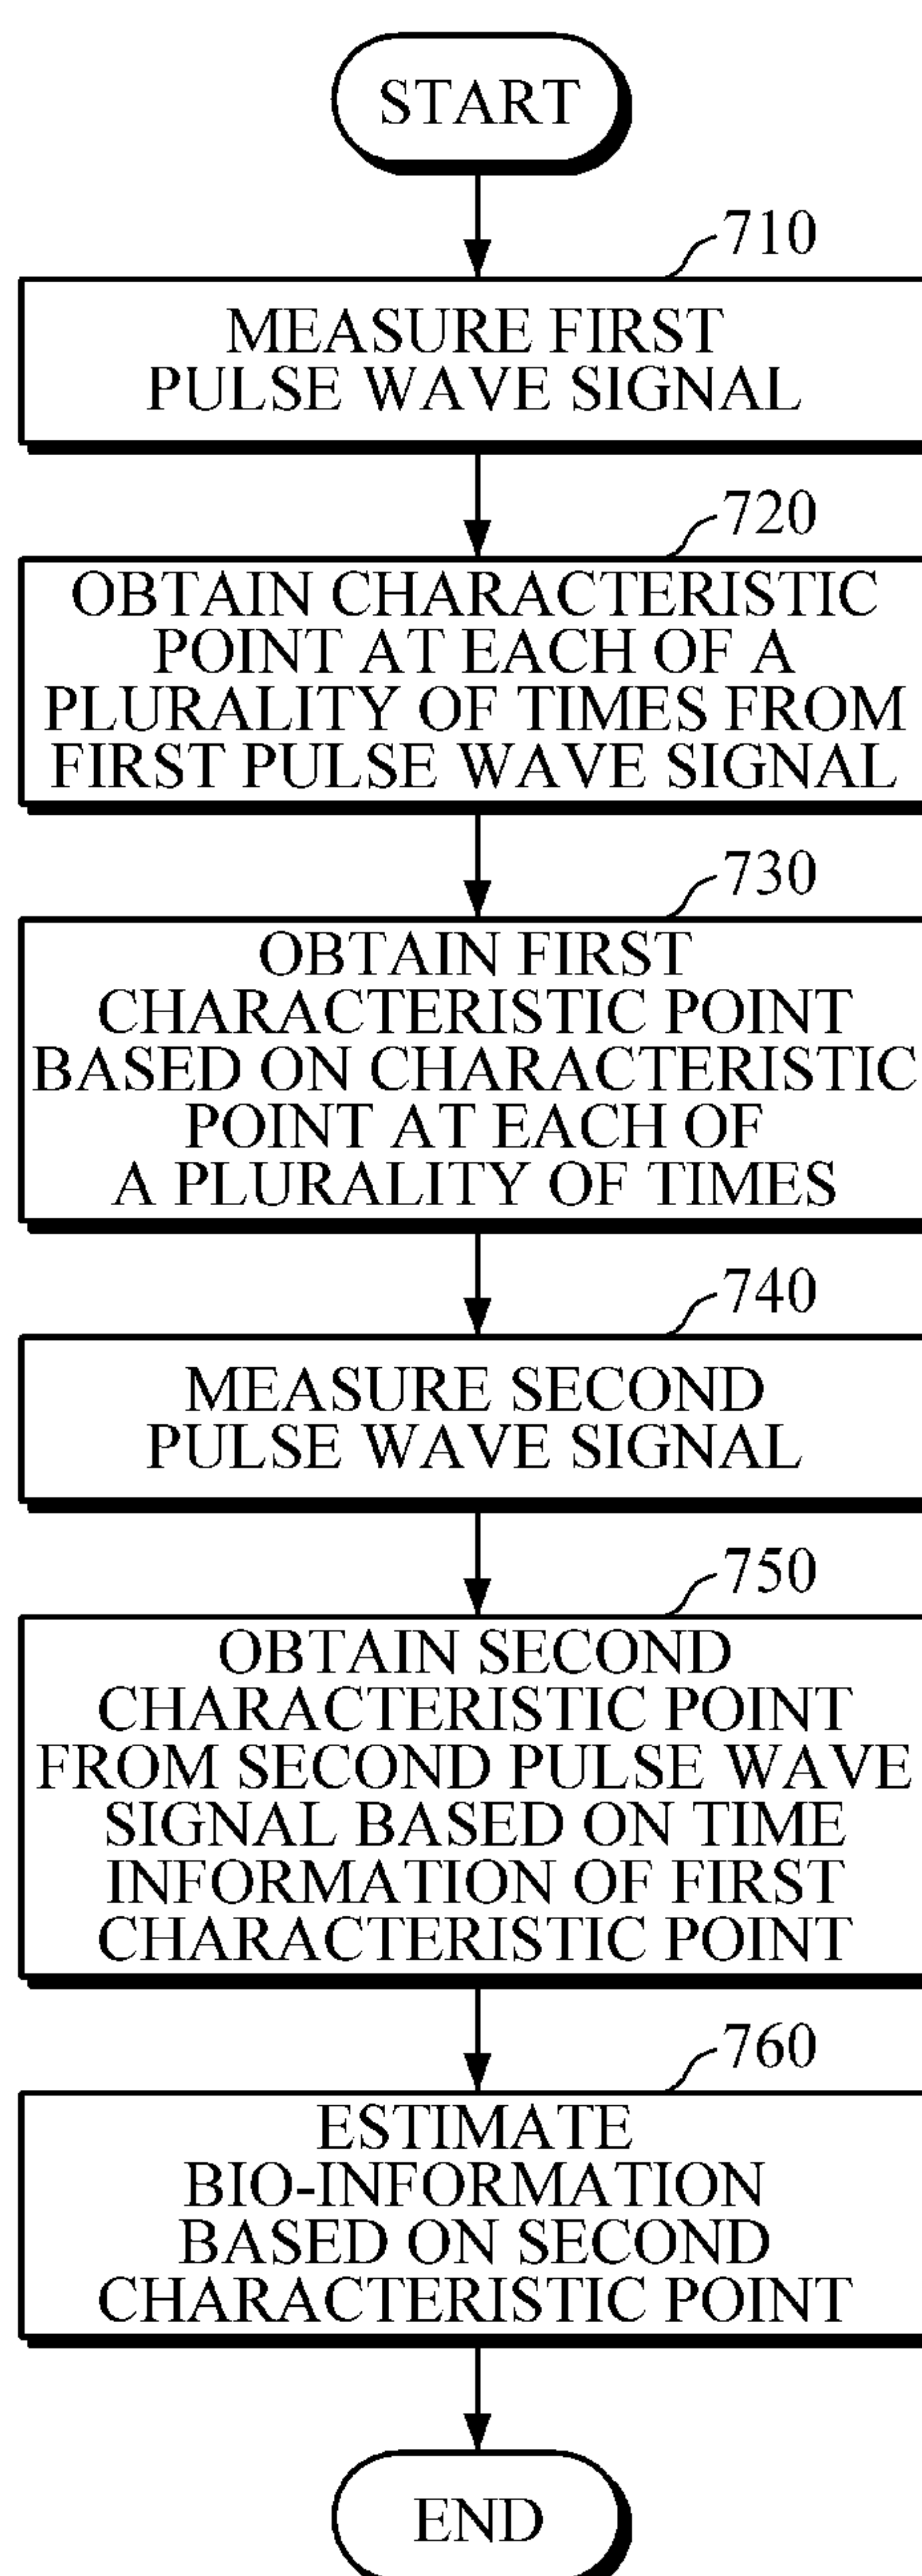 START
710
MEASURE FIRST
PULSE WAVE SIGNAL
720
OBTAIN CHARACTERISTIC
POINT AT EACH OF A
PLURALITY OF TIMES FROM
FIRST PULSE WAVE SIGNAL
730
OBTAIN FIRST
CHARACTERISTIC POINT
BASED ON CHARACTERISTIC
POINT AT EACH OF
A PLURALITY OF TIMES
740
MEASURE SECOND
PULSE WAVE SIGNAL
750
OBTAIN SECOND
CHARACTERISTIC POINT
FROM SECOND PULSE WAVE
SIGNAL BASED ON TIME
INFORMATION OF FIRST
CHARACTERISTIC POINT
760
ESTIMATE
BIO-INFORMATION
BASED ON SECOND
CHARACTERISTIC POINT
END